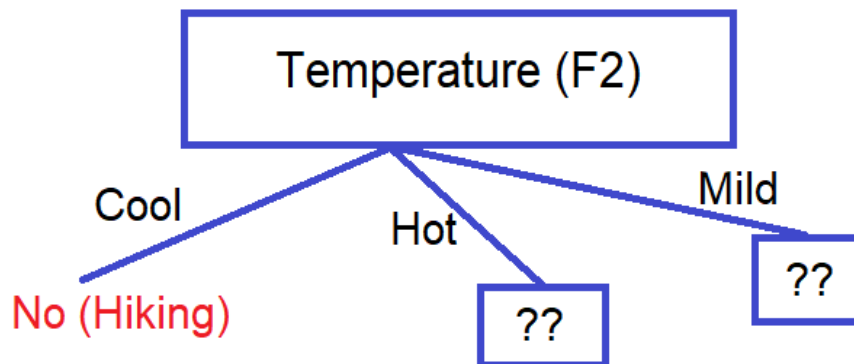 Temperature (F2)
Cool
Hot
Mild
No (Hiking)
??
??